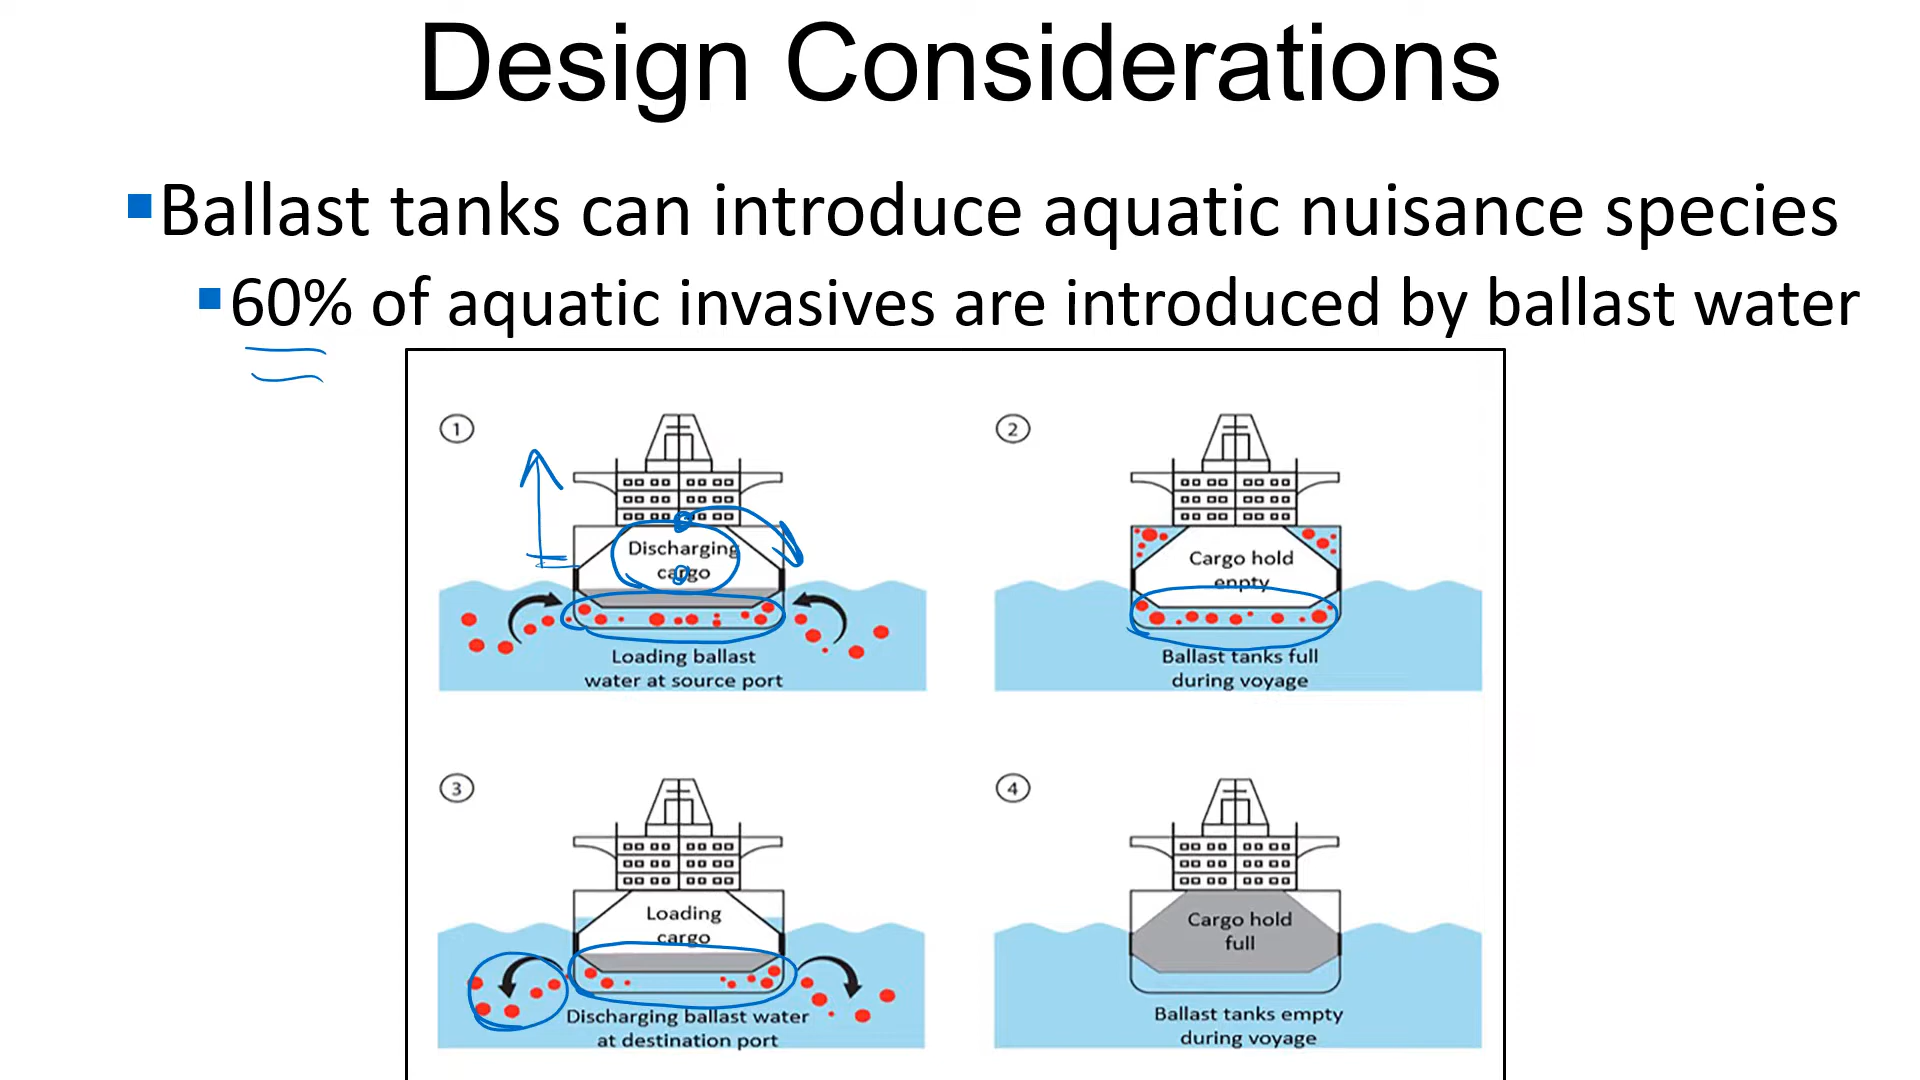 Design Considerations
Ballast tanks can introduce aquatic nuisance species
60% of aquatic invasives are introduced by ballast water
1
Discharging
cargo
Loading ballast
water at source port
2
Cargo hold
enpty
Ballast tanks full
during voyage
3
Loading
cargo
Discharging ballast water
at destination port
4
Cargo hold
full
Ballast tanks empty
during voyage